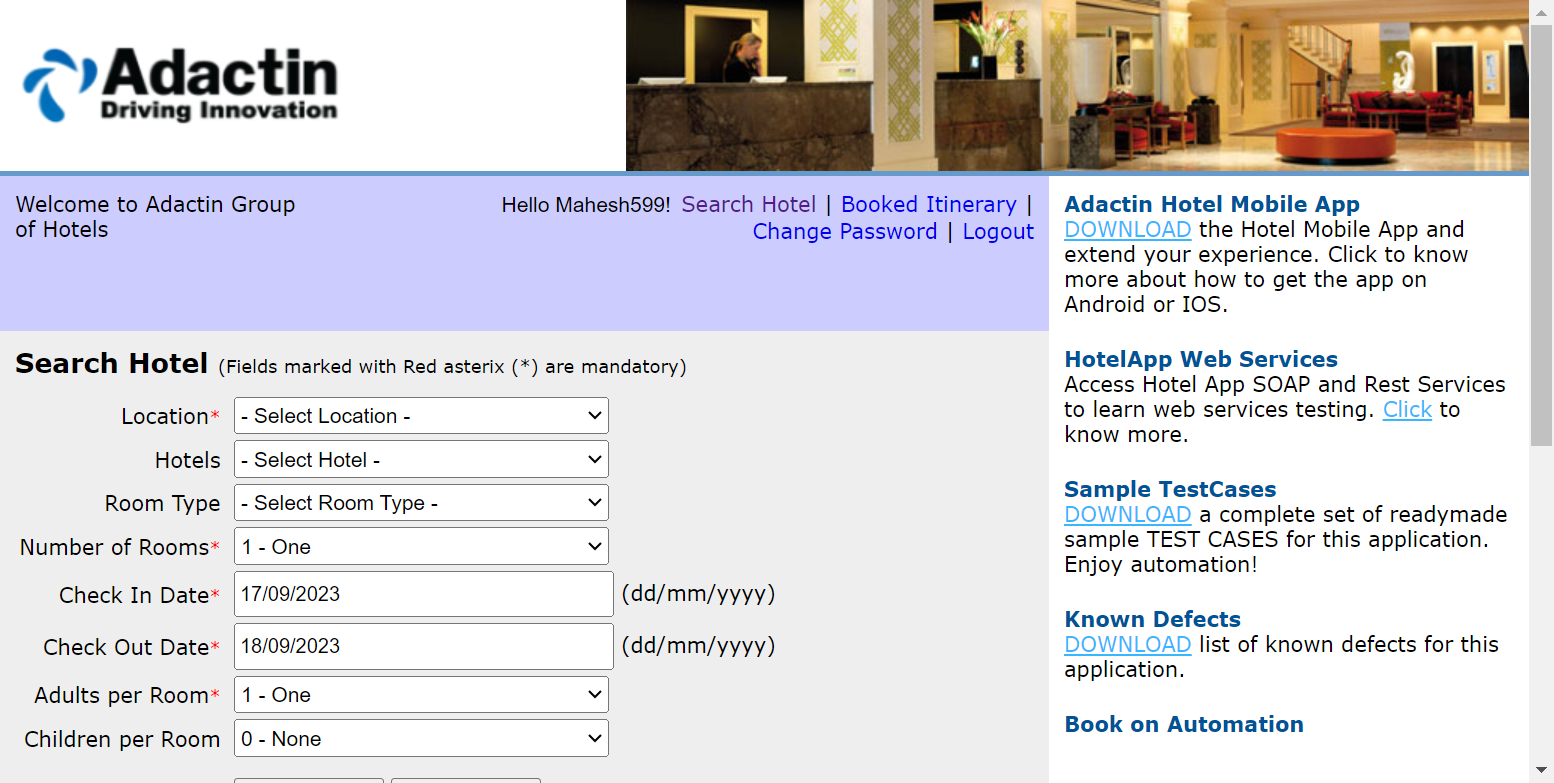 Adactin
Driving Innovation
Welcome to Adactin Group
of Hotels
Hello Mahesh599! Search Hotel | Booked Itinerary |
Change Password | Logout
Search Hotel (Fields marked with Red asterix (*) are mandatory)
Location* - Select Location -
Hotels - Select Hotel -
Room Type - Select Room Type -
Number of Rooms* 1 - One
Check In Date* 17/09/2023 (dd/mm/yyyy)
Check Out Date* 18/09/2023 (dd/mm/yyyy)
Adults per Room* 1 - One
Children per Room 0 - None
Adactin Hotel Mobile App
DOWNLOAD the Hotel Mobile App and
extend your experience. Click to know
more about how to get the app on
Android or IOS.
HotelApp Web Services
Access Hotel App SOAP and Rest Services
to learn web services testing. Click to
know more.
Sample TestCases
DOWNLOAD a complete set of readymade
sample TEST CASES for this application.
Enjoy automation!
Known Defects
DOWNLOAD list of known defects for this
application.
Book on Automation